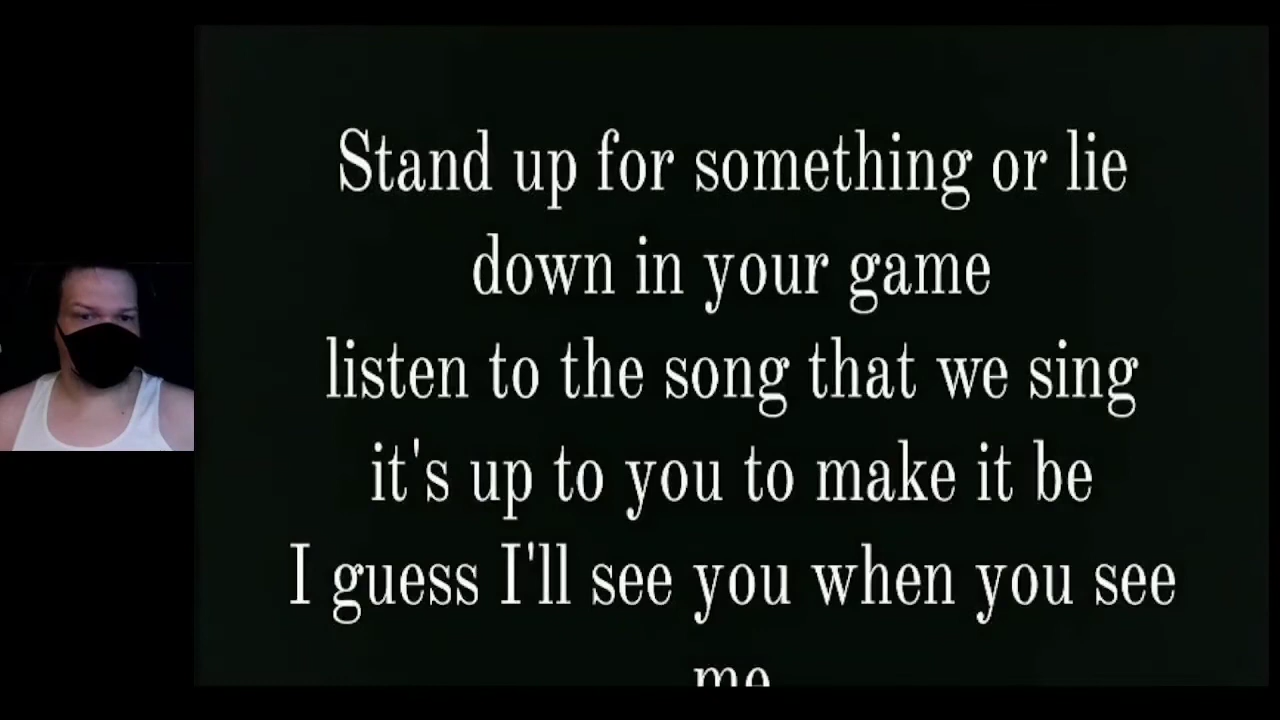 Stand up for something or lie
down in your game
listen to the song that we sing
it's up to you to make it be
I guess I'll see you when you see
me